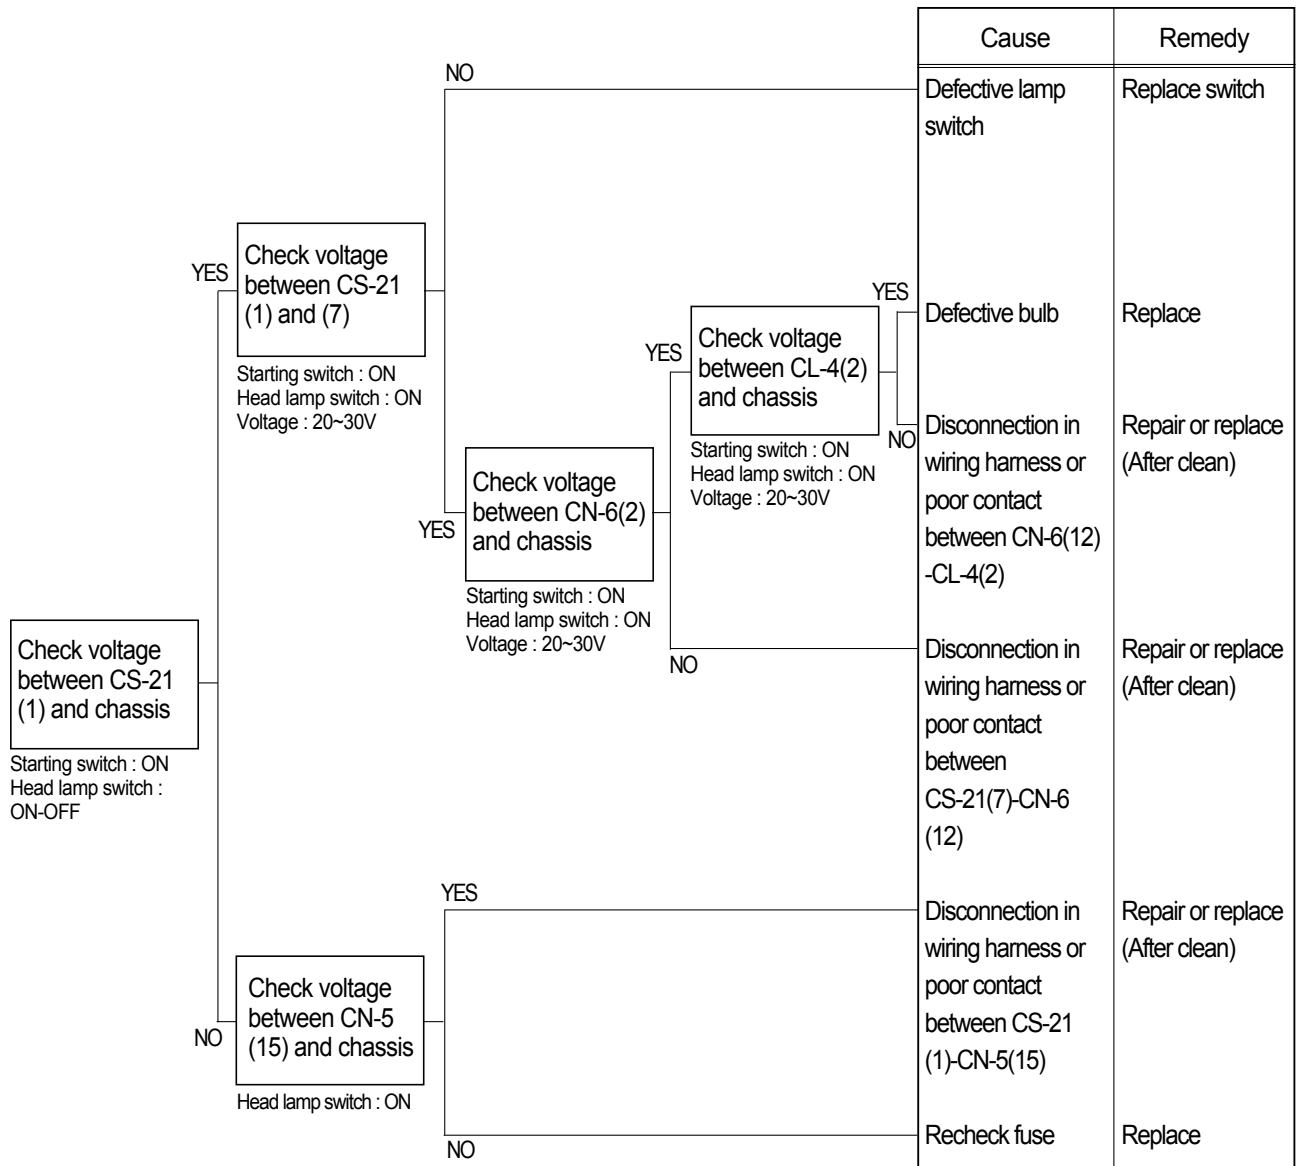 Cause
Remedy
NO
Defective lamp
switch
Replace switch
YES
Check voltage
between CS-21
(1) and (7)
Starting switch : ON
Head lamp switch : ON
Voltage : 20~30V
YES
Check voltage
between CN-6(2)
and chassis
Starting switch : ON
Head lamp switch : ON
Voltage : 20~30V
YES
Check voltage
between CL-4(2)
and chassis
Starting switch : ON
Head lamp switch : ON
Voltage : 20~30V
YES
Defective bulb
Replace
NO
Disconnection in
wiring harness or
poor contact
between CN-6(12)
-CL-4(2)
Repair or replace
(After clean)
NO
Disconnection in
wiring harness or
poor contact
between
CS-21(7)-CN-6
(12)
Repair or replace
(After clean)
Check voltage
between CS-21
(1) and chassis
Starting switch : ON
Head lamp switch :
ON-OFF
NO
Check voltage
between CN-5
(15) and chassis
Head lamp switch : ON
YES
Disconnection in
wiring harness or
poor contact
between CS-21
(1)-CN-5(15)
Repair or replace
(After clean)
NO
Recheck fuse
Replace